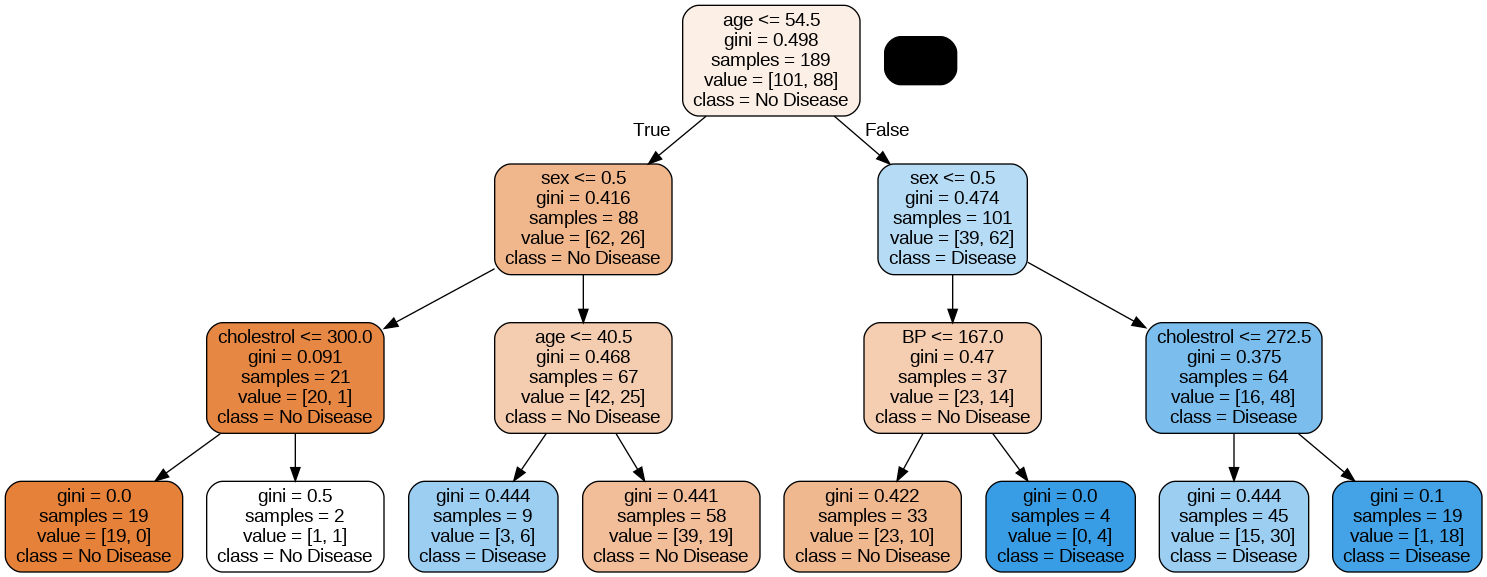 age <= 54.5
gini = 0.498
samples = 189
value = [101, 88]
class = No Disease
True
False
sex <= 0.5
gini = 0.416
samples = 88
value = [62, 26]
class = No Disease
sex <= 0.5
gini = 0.474
samples = 101
value = [39, 62]
class = Disease
cholestrol <= 300.0
gini = 0.091
samples = 21
value = [20, 1]
class = No Disease
age <= 40.5
gini = 0.468
samples = 67
value = [42, 25]
class = No Disease
BP <= 167.0
gini = 0.47
samples = 37
value = [23, 14]
class = No Disease
cholestrol <= 272.5
gini = 0.375
samples = 64
value = [16, 48]
class = Disease
gini = 0.0
samples = 19
value = [19, 0]
class = No Disease
gini = 0.5
samples = 2
value = [1, 1]
class = No Disease
gini = 0.444
samples = 9
value = [3, 6]
class = Disease
gini = 0.441
samples = 58
value = [39, 19]
class = No Disease
gini = 0.422
samples = 33
value = [23, 10]
class = No Disease
gini = 0.0
samples = 4
value = [0, 4]
class = Disease
gini = 0.444
samples = 45
value = [15, 30]
class = Disease
gini = 0.1
samples = 19
value = [1, 18]
class = Disease